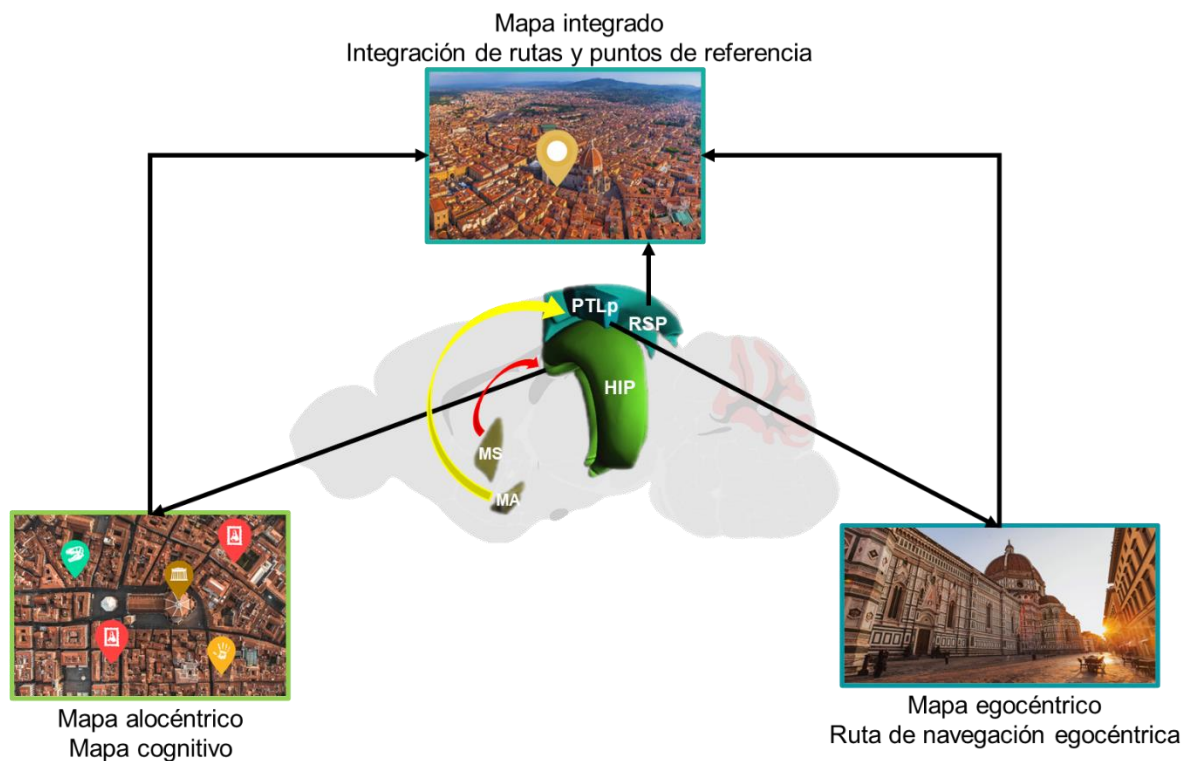 Mapa integrado
Integración de rutas y puntos de referencia
PTLp
RSP
HIP
MS
MA
Mapa alocéntrico
Mapa cognitivo
Mapa egocéntrico
Ruta de navegación egocéntrica